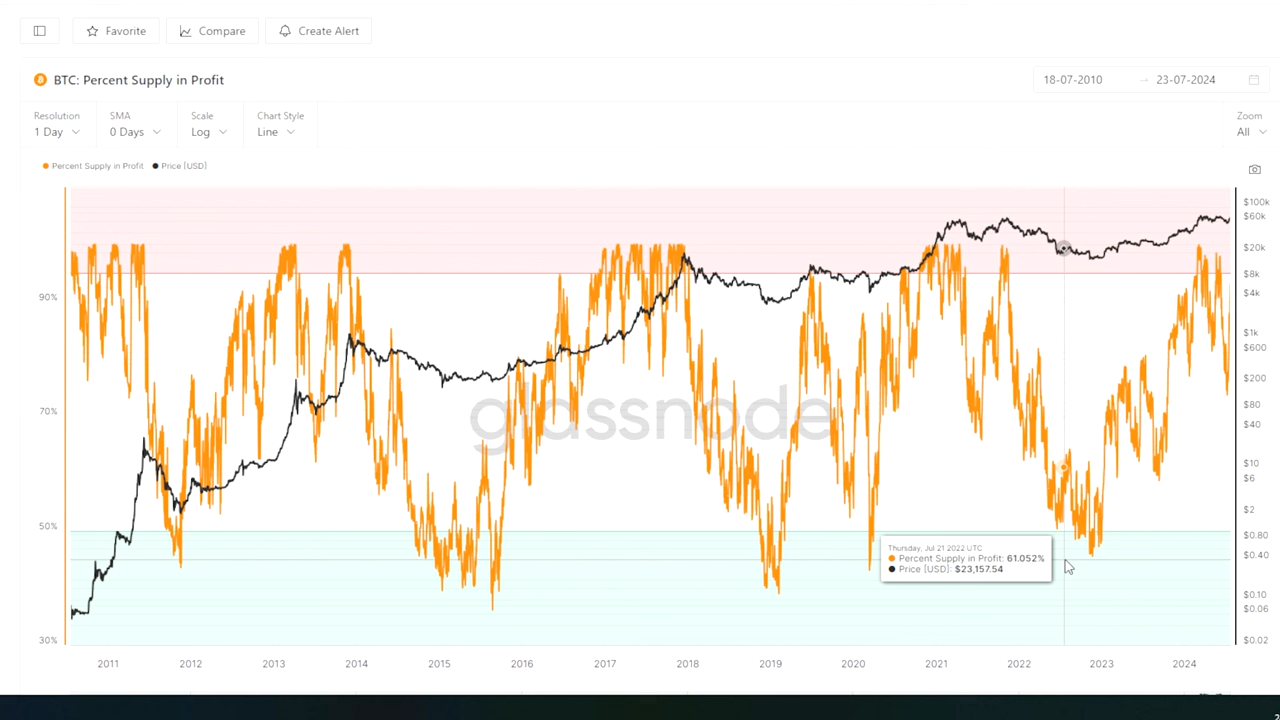 Favorite Compare Create Alert
BTC: Percent Supply in Profit 18-07-2010 → 23-07-2024
Resolution SMA Scale Chart Style Zoom
1 Day 0 Days Log Line All
Percent Supply in Profit Price [USD]
$100k
$60k
$20k
$8k
90%
$4k
$1k
$600
$200
70%
$80
$40
glassnode
$10
$6
$2
50%
$0.80
$0.40
Thursday, Jul 21 2022 UTC
Percent Supply in Profit: 61.052%
Price [USD]: $23,157.54
$0.10
$0.06
30% $0.02
2011 2012 2013 2014 2015 2016 2017 2018 2019 2020 2021 2022 2023 2024